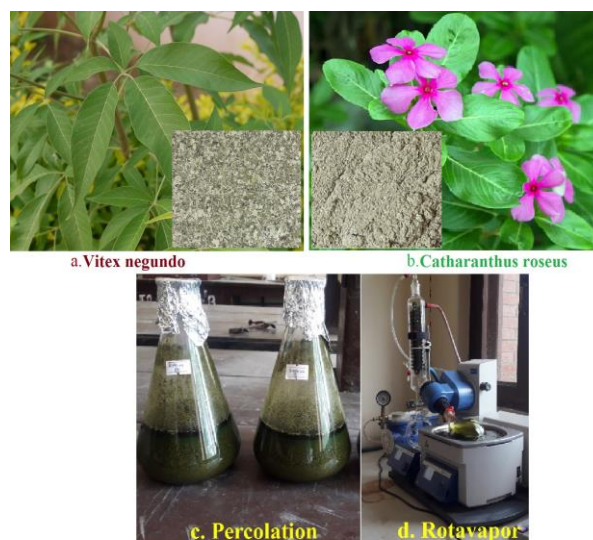 a.Vitex negundo
b.Catharanthus roseus
c. Percolation
d. Rotavapor